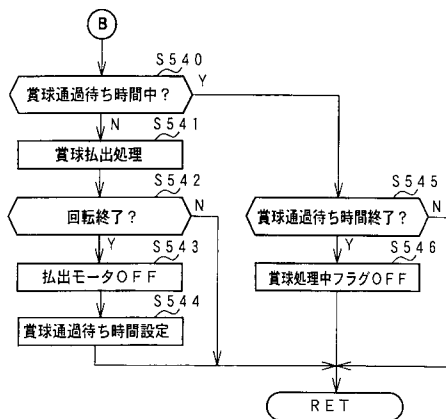 B
S540
賞球通過待ち時間中？
Y
N
S541
賞球払出処理
S542
回転終了？
N
Y
S543
払出モータOFF
S544
賞球通過待ち時間設定
S545
賞球通過待ち時間終了？
N
Y
S546
賞球処理中フラグOFF
RET